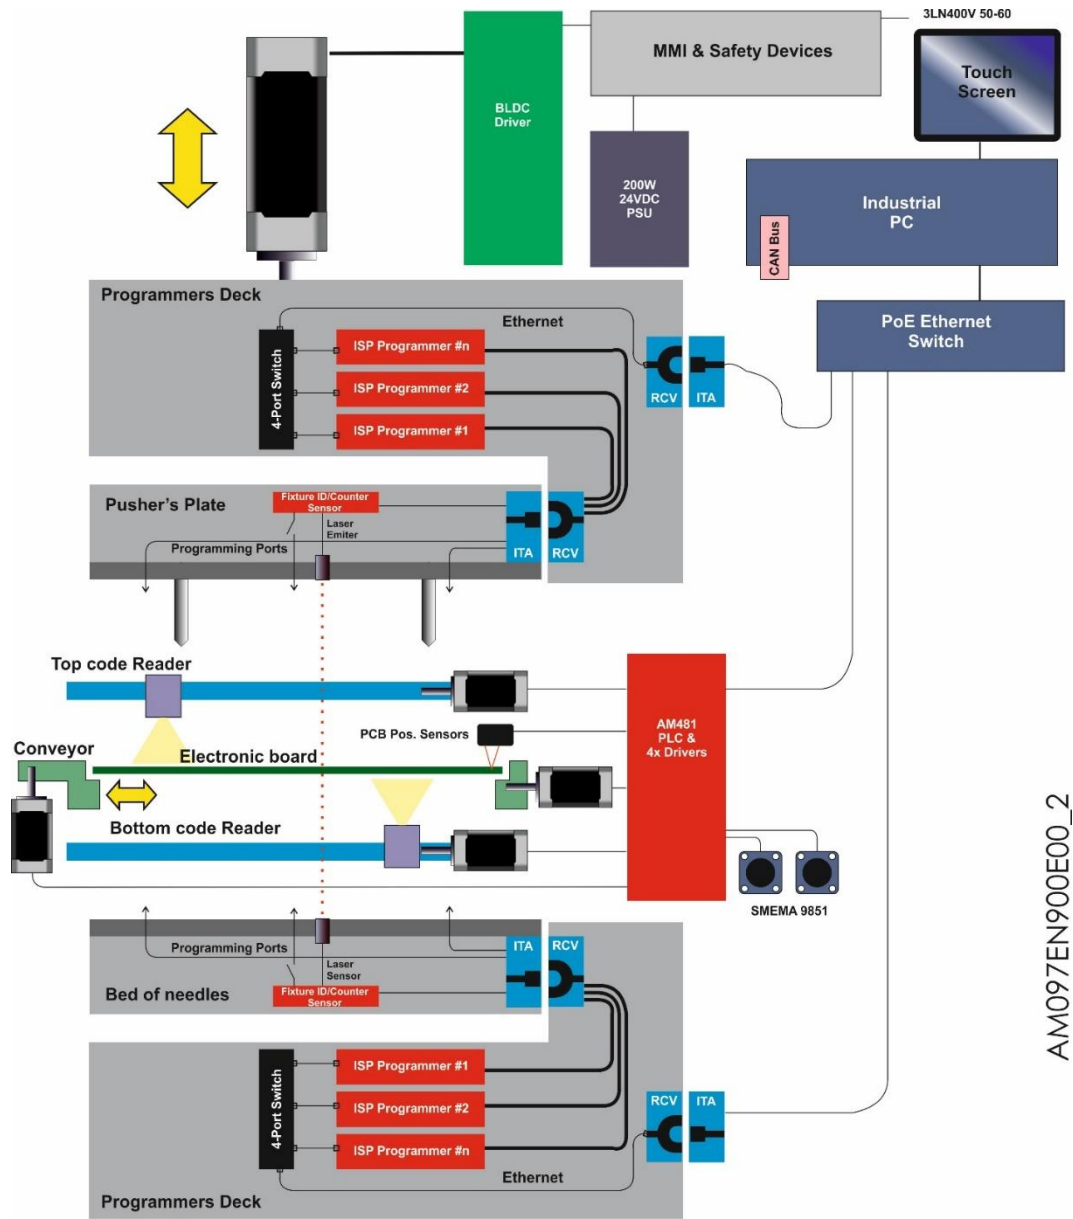 3LN400V 50-60
MMI & Safety Devices
Touch
Screen
BLDC
Driver
200W
24VDC
PSU
Industrial
PC
CAN Bus
Programmers Deck
Ethernet
PoE Ethernet
Switch
4-Port Switch
ISP Programmer #n
ISP Programmer #2
ISP Programmer #1
RCV
ITA
Pusher's Plate
Fixture ID/Counter
Sensor
Laser
Emiter
Programming Ports
ITA
RCV
Top code Reader
PCB Pos. Sensors
AM481
PLC &
4x Drivers
Conveyor
Electronic board
Bottom code Reader
SMEMA 9851
Programming Ports
Laser
Sensor
ITA
RCV
Bed of needles
Fixture ID/Counter
Sensor
4-Port Switch
ISP Programmer #1
ISP Programmer #2
ISP Programmer #n
RCV
ITA
Ethernet
Programmers Deck
AM097EN900E00_2